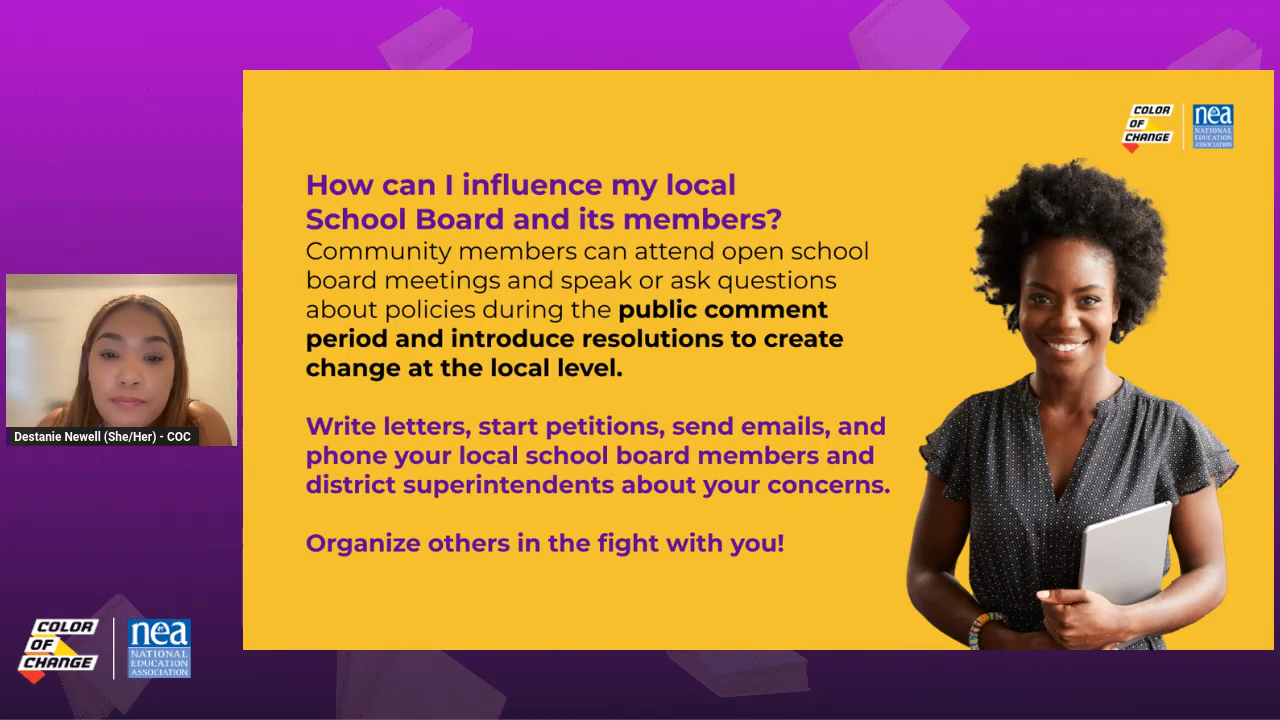 COLOR
OF
CHANGE
nea
NATIONAL
EDUCATION
ASSOCIATION
How can I influence my local
School Board and its members?
Community members can attend open school
board meetings and speak or ask questions
about policies during the public comment
period and introduce resolutions to create
change at the local level.
Write letters, start petitions, send emails, and
phone your local school board members and
district superintendents about your concerns.
Organize others in the fight with you!
Destanie Newell (She/Her) - COC
COLOR
OF
CHANGE
nea
NATIONAL
EDUCATION
ASSOCIATION